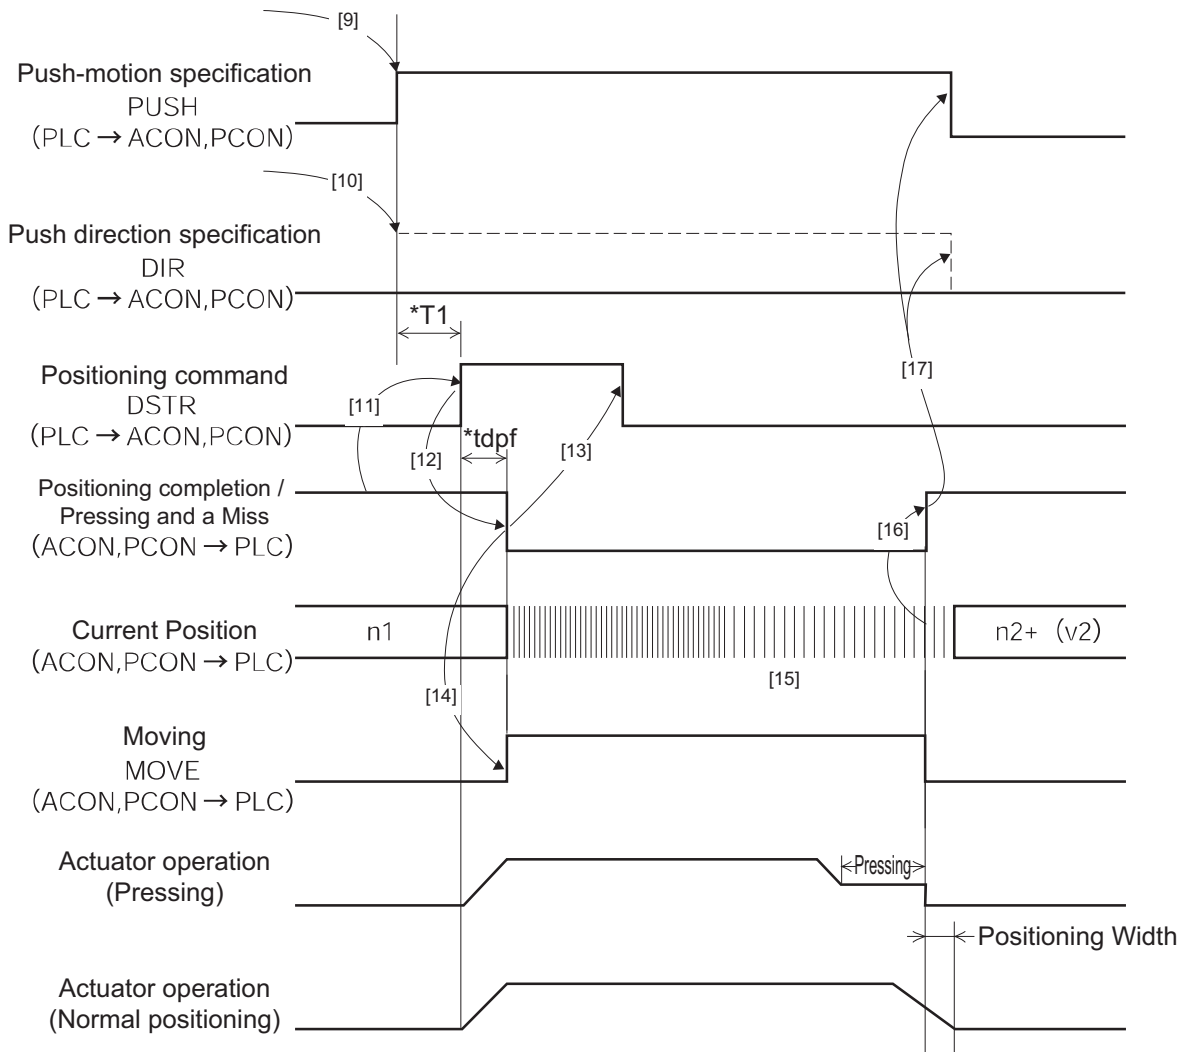 [9]
Push-motion specification
PUSH
(PLC → ACON,PCON)
[10]
Push direction specification
DIR
(PLC → ACON,PCON)
*T1
Positioning command
DSTR
(PLC → ACON,PCON)
[11]
[17]
*tdpf
[12]
[13]
Positioning completion /
Pressing and a Miss
(ACON,PCON → PLC)
[16]
Current Position
(ACON,PCON → PLC)
n1
n2+ (v2)
[15]
[14]
Moving
MOVE
(ACON,PCON → PLC)
Actuator operation
(Pressing)
Pressing
Positioning Width
Actuator operation
(Normal positioning)